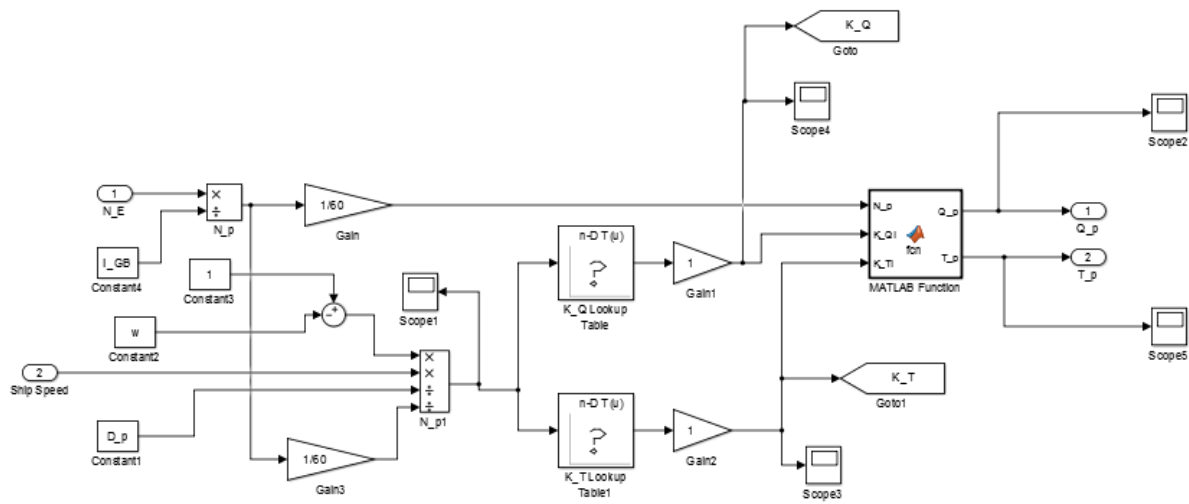 K_Q
Goto
Scope4
Scope2
1
N_E
×
÷
N_p
1/60
Gain
N_p
K_QI
K_TI
Q_p
T_p
fcn
MATLAB Function
1
Q_p
2
T_p
I_GB
Constant4
1
Constant3
Scope1
n-D T(u)
K_Q Lookup
Table
1
Gain1
w
Constant2
- +
Scope5
2
Ship Speed
×
×
÷
÷
N_p1
K_T
Goto1
D_p
Constant1
1/60
Gain3
n-D T(u)
K_T Lookup
Table1
1
Gain2
Scope3